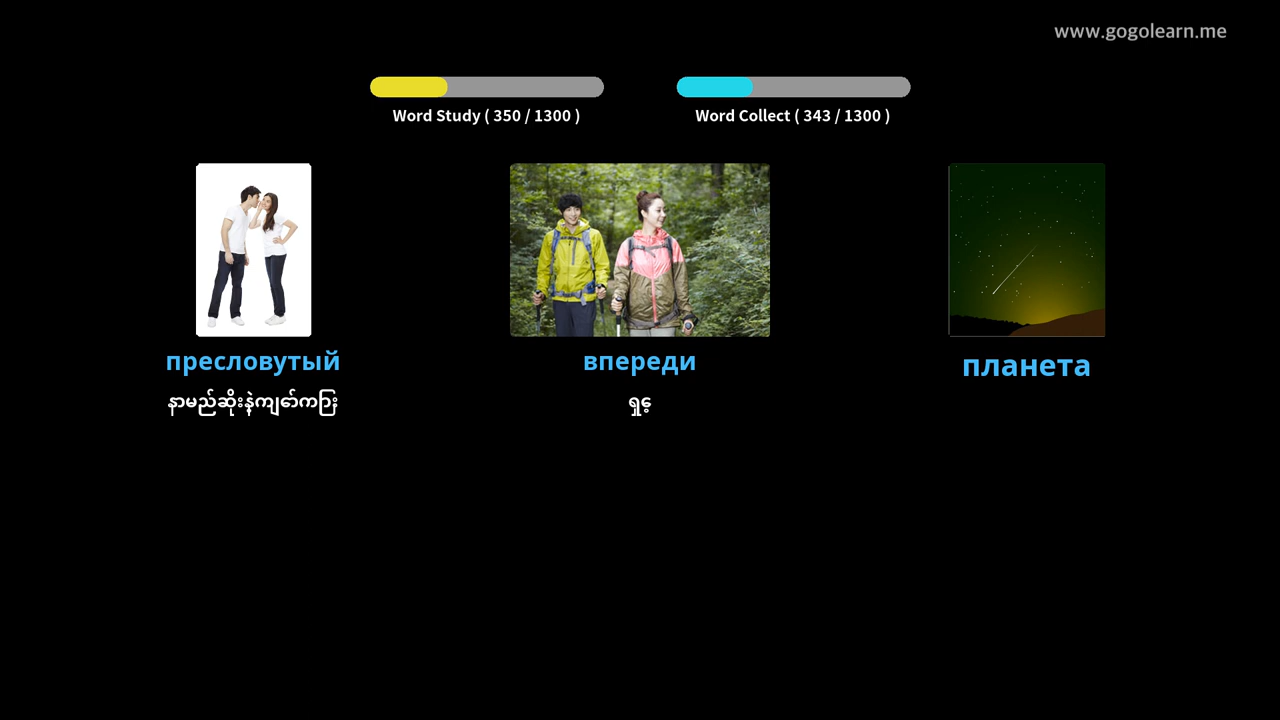 www.gogolearn.me
Word Study ( 350 / 1300 )
Word Collect ( 343 / 1300 )
пресловутый
впереди
планета
နာမည်ဆိုးနဲ့ကျော်ကြား
ရှေ့